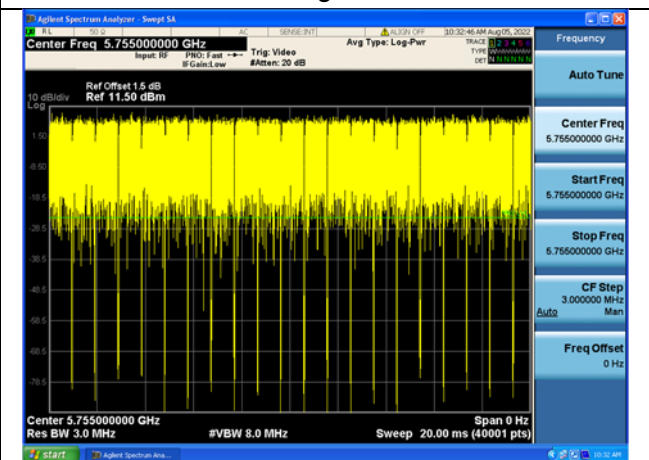 Agilent Spectrum Analyzer - Swept SA
RL 50 Ω AC SENSE:INT ALIGN OFF 10:32:46 AM Aug 05, 2022
Center Freq 5.755000000 GHz
Input: RF PNO: Fast Trig: Video Avg Type: Log-Pwr TRACE 1 2 3 4 5 6
IFGain:Low #Atten: 20 dB TYPE
DET N N N N N N
Frequency
Auto Tune
Ref Offset 1.5 dB
10 dB/div Ref 11.50 dBm
Log
1.50
-8.50
-18.5
-28.5
-38.5
-48.5
-58.5
-68.5
-78.5
Center Freq
5.755000000 GHz
Start Freq
5.755000000 GHz
Stop Freq
5.755000000 GHz
CF Step
3.000000 MHz
Auto Man
Freq Offset
0 Hz
Center 5.755000000 GHz Span 0 Hz
Res BW 3.0 MHz #VBW 8.0 MHz Sweep 20.00 ms (40001 pts)
start Agilent Spectrum Ana... 10:32 AM